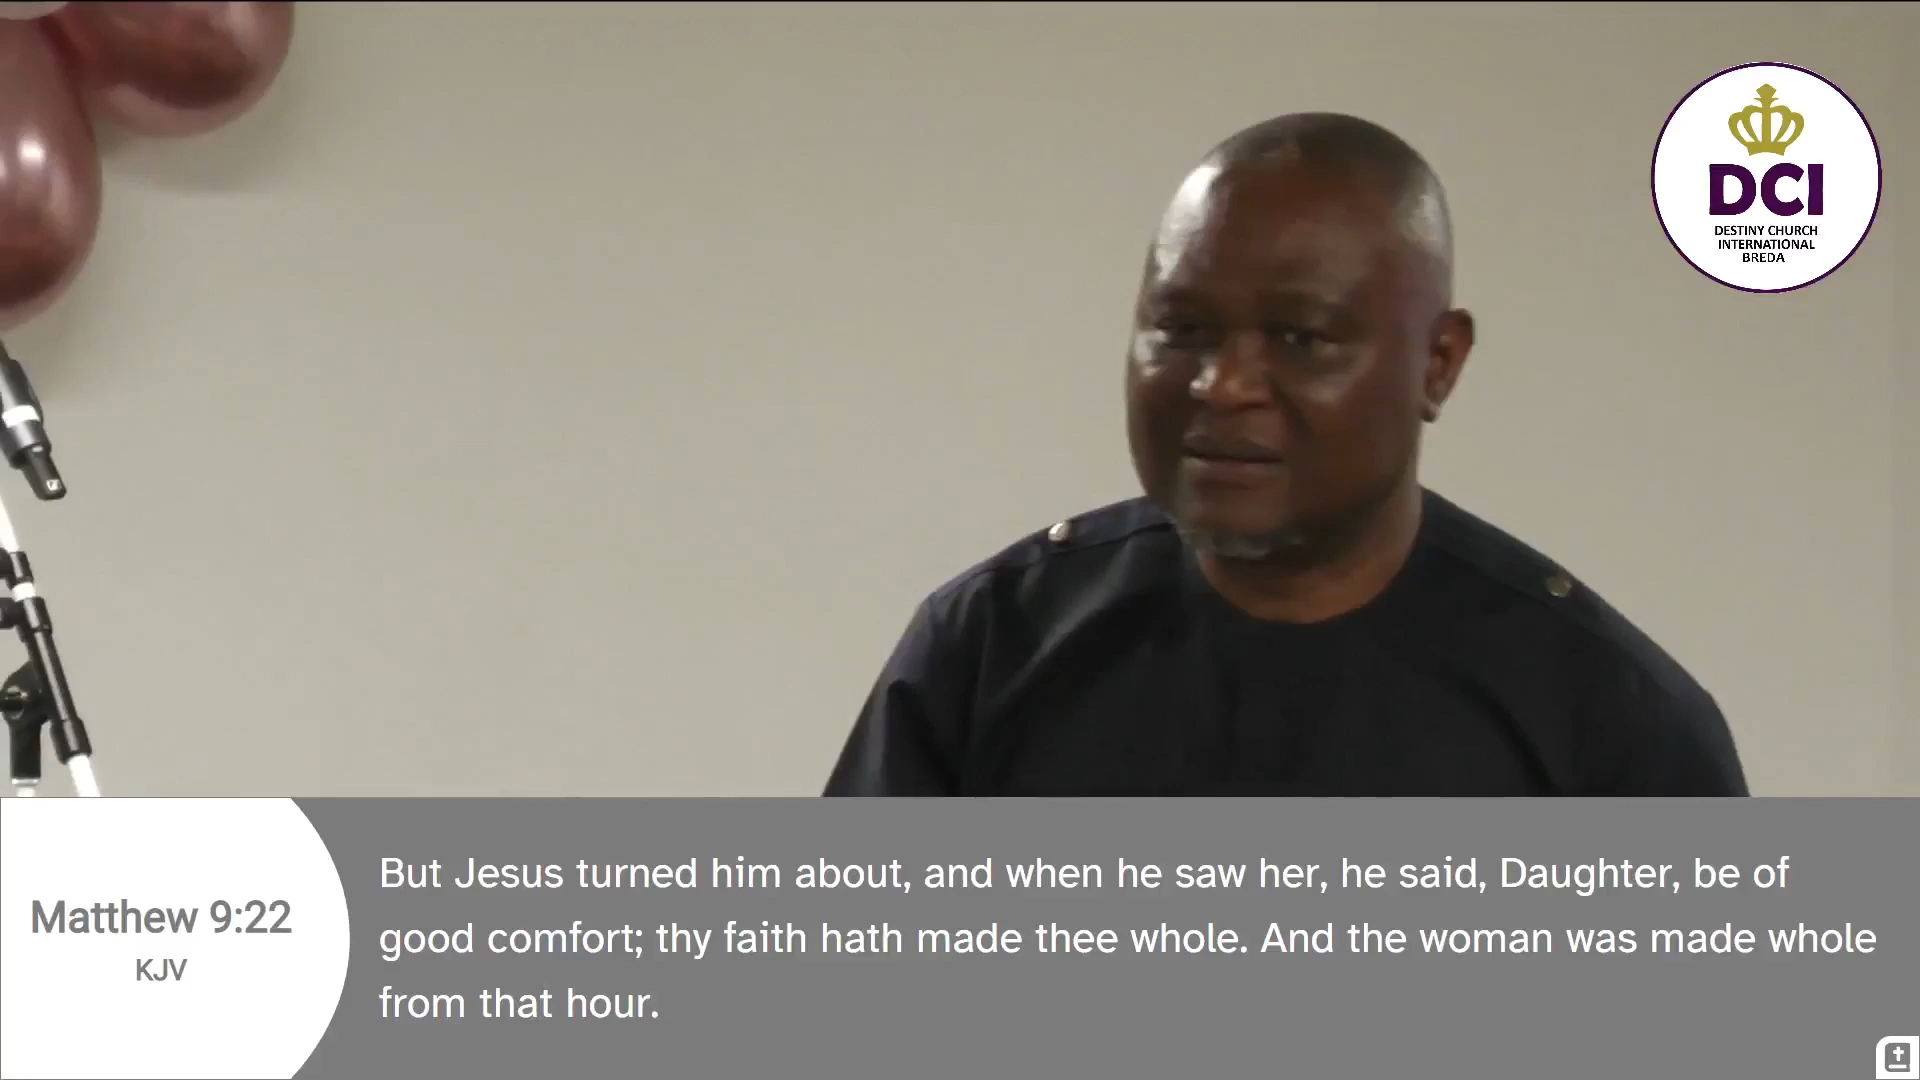 DCI
DESTINY CHURCH
INTERNATIONAL
BREDA
Matthew 9:22
KJV
But Jesus turned him about, and when he saw her, he said, Daughter, be of
good comfort; thy faith hath made thee whole. And the woman was made whole
from that hour.